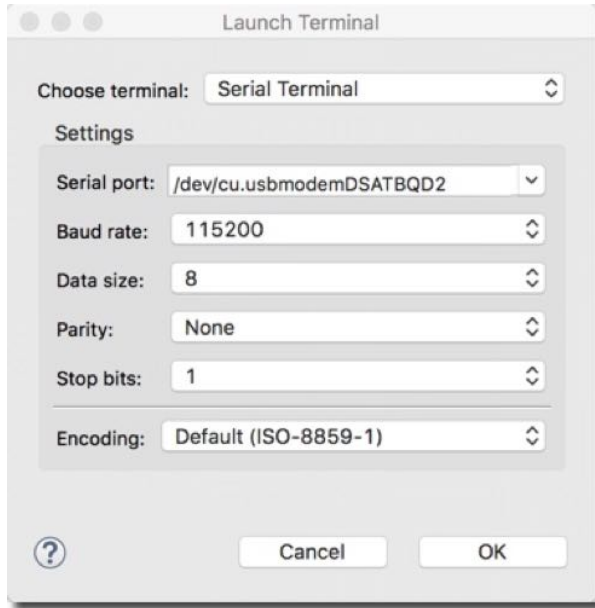 Launch Terminal
Choose terminal: Serial Terminal
Settings
Serial port: /dev/cu.usbmodemDSATBQD2
Baud rate: 115200
Data size: 8
Parity: None
Stop bits: 1
Encoding: Default (ISO-8859-1)
? Cancel OK